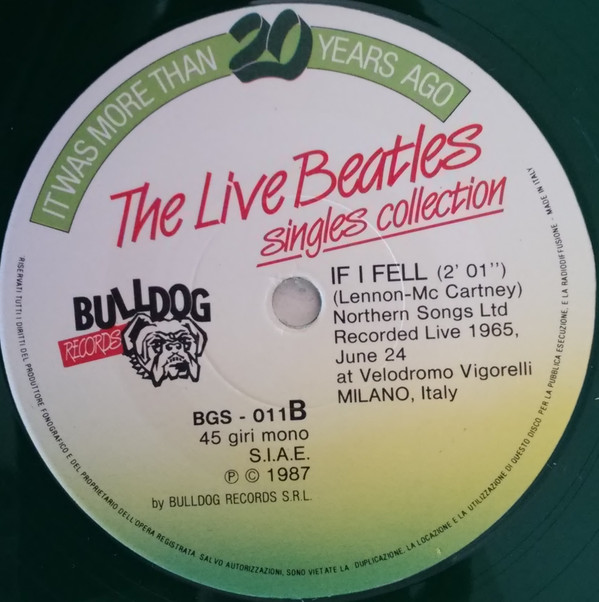 IT WAS MORE THAN 20 YEARS AGO
The Live Beatles
singles collection
BULLDOG
RECORDS
IF I FELL (2' 01'')
(Lennon-Mc Cartney)
Northern Songs Ltd
Recorded Live 1965,
June 24
at Velodromo Vigorelli
MILANO, Italy
BGS - 011B
45 giri mono
S.I.A.E.
℗ © 1987
by BULLDOG RECORDS S.R.L.
RISERVATI TUTTI I DIRITTI DEL PRODUTTORE FONOGRAFICO E DEL PROPRIETARIO DELL'OPERA REGISTRATA SALVO AUTORIZZAZIONI, SONO VIETATE LA DUPLICAZIONE, LA LOCAZIONE E LA UTILIZZAZIONE DI QUESTO DISCO PER LA PUBBLICA ESECUZIONE, E LA RADIODIFFUSIONE - MADE IN ITALY